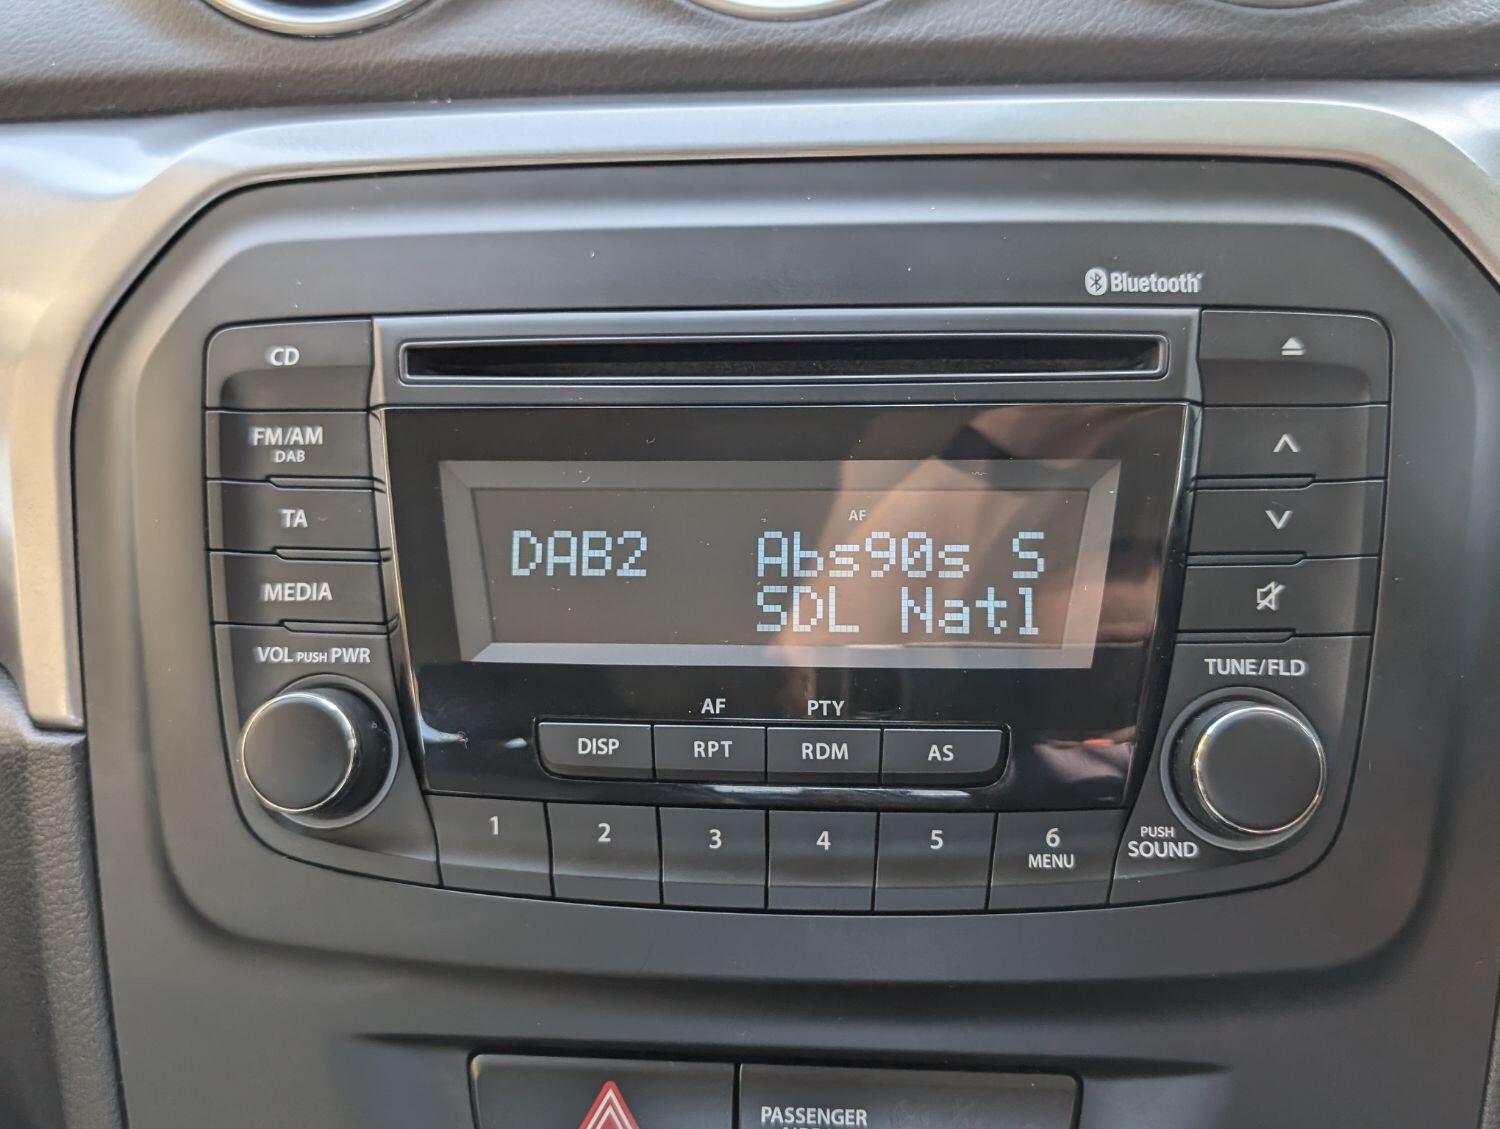 Bluetooth
CD
FM/AM
DAB
TA
MEDIA
VOL PUSH PWR
AF
DAB2 Abs90s S
SDL Natl
TUNE/FLD
AF PTY
DISP RPT RDM AS
1 2 3 4 5 6
MENU
PUSH
SOUND
PASSENGER